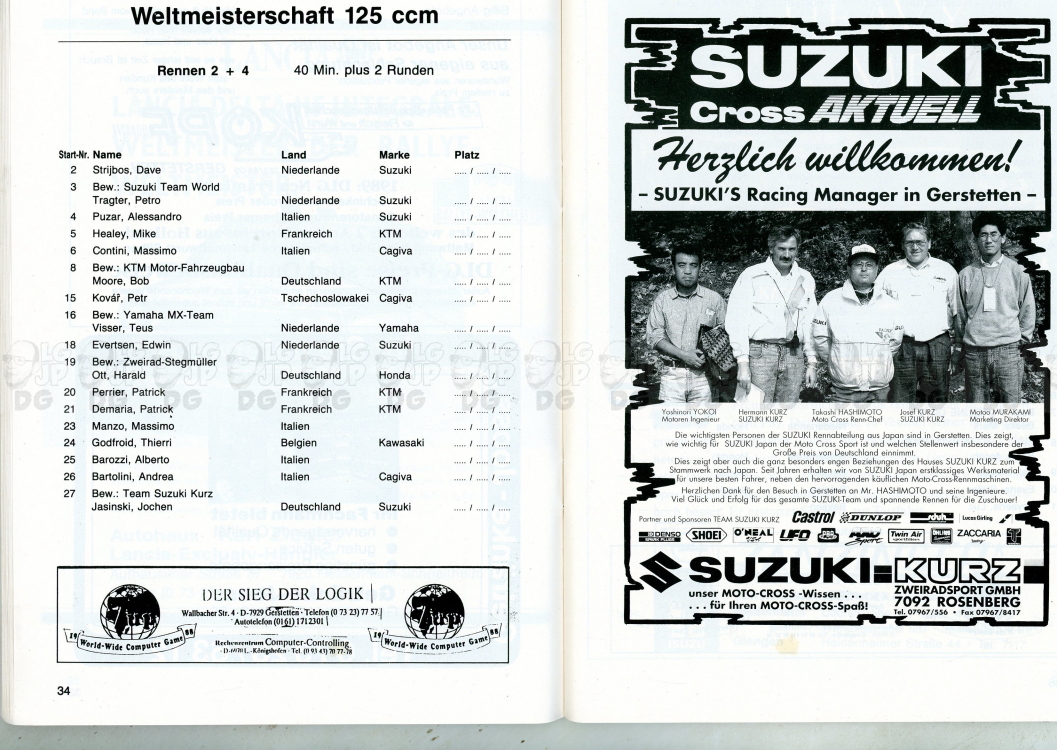 Weltmeisterschaft 125 ccm
Rennen 2 + 4 40 Min. plus 2 Runden
Start-Nr. Name Land Marke Platz
2 Strijbos, Dave Niederlande Suzuki ..... / ..... / .....
3 Bew.: Suzuki Team World
Tragter, Petro Niederlande Suzuki ..... / ..... / .....
4 Puzar, Alessandro Italien Suzuki ..... / ..... / .....
5 Healey, Mike Frankreich KTM ..... / ..... / .....
6 Contini, Massimo Italien Cagiva ..... / ..... / .....
8 Bew.: KTM Motor-Fahrzeugbau
Moore, Bob Deutschland KTM ..... / ..... / .....
15 Kovář, Petr Tschechoslowakei Cagiva ..... / ..... / .....
16 Bew.: Yamaha MX-Team
Visser, Teus Niederlande Yamaha ..... / ..... / .....
18 Evertsen, Edwin Niederlande Suzuki ..... / ..... / .....
19 Bew.: Zweirad-Stegmüller
Ott, Harald Deutschland Honda ..... / ..... / .....
20 Perrier, Patrick Frankreich KTM ..... / ..... / .....
21 Demaria, Patrick Frankreich KTM ..... / ..... / .....
23 Manzo, Massimo Italien ..... / ..... / .....
24 Godfroid, Thierri Belgien Kawasaki ..... / ..... / .....
25 Barozzi, Alberto Italien ..... / ..... / .....
26 Bartolini, Andrea Italien Cagiva ..... / ..... / .....
27 Bew.: Team Suzuki Kurz
Jasinski, Jochen Deutschland Suzuki ..... / ..... / .....
DER SIEG DER LOGIK
Wallbacher Str. 4 · D-7929 Gerstetten · Telefon (0 73 23) 77 57
Autotelefon (0161) 1712301
Rechenzentrum Computer-Controlling
D-6970 L.-Königshofen · Tel. (0 93 43) 70 77-78
19 World-Wide Computer Game 88
19 World-Wide Computer Game 88
34
SUZUKI
Cross AKTUELL
Herzlich willkommen!
– SUZUKI'S Racing Manager in Gerstetten –
SUZUKI
Yoshinori YOKOI Hermann KURZ Takashi HASHIMOTO Josef KURZ Motoo MURAKAMI
Motoren Ingenieur SUZUKI KURZ Moto Cross Renn-Chef SUZUKI KURZ Marketing Direktor
Die wichtigsten Personen der SUZUKI Rennabteilung aus Japan sind in Gerstetten. Dies zeigt,
wie wichtig für SUZUKI Japan der Moto Cross Sport ist und welchen Stellenwert insbesondere der
Große Preis von Deutschland einnimmt.
Dies zeigt aber auch die ganz besonders engen Beziehungen des Hauses SUZUKI KURZ zum
Stammwerk nach Japan. Seit Jahren erhalten wir von SUZUKI Japan erstklassiges Werksmaterial
für unsere besten Fahrer, neben den hervorragenden käuflichen Moto-Cross-Rennmaschinen.
Herzlichen Dank für den Besuch in Gerstetten an Mr. HASHIMOTO und seine Ingenieure.
Viel Glück und Erfolg für das gesamte SUZUKI-Team und spannende Rennen für die Zuschauer!
Partner und Sponsoren TEAM SUZUKI KURZ Castrol DUNLOP Lucas Girling
DENSO SHOEI O'NEAL UFO Twin Air ÖHLINS ZACCARIA
SUZUKI-KURZ
unser MOTO-CROSS -Wissen . . .
. . . für Ihren MOTO-CROSS-Spaß!
ZWEIRADSPORT GMBH
7092 ROSENBERG
Tel. 07967/556 • Fax 07967/8417